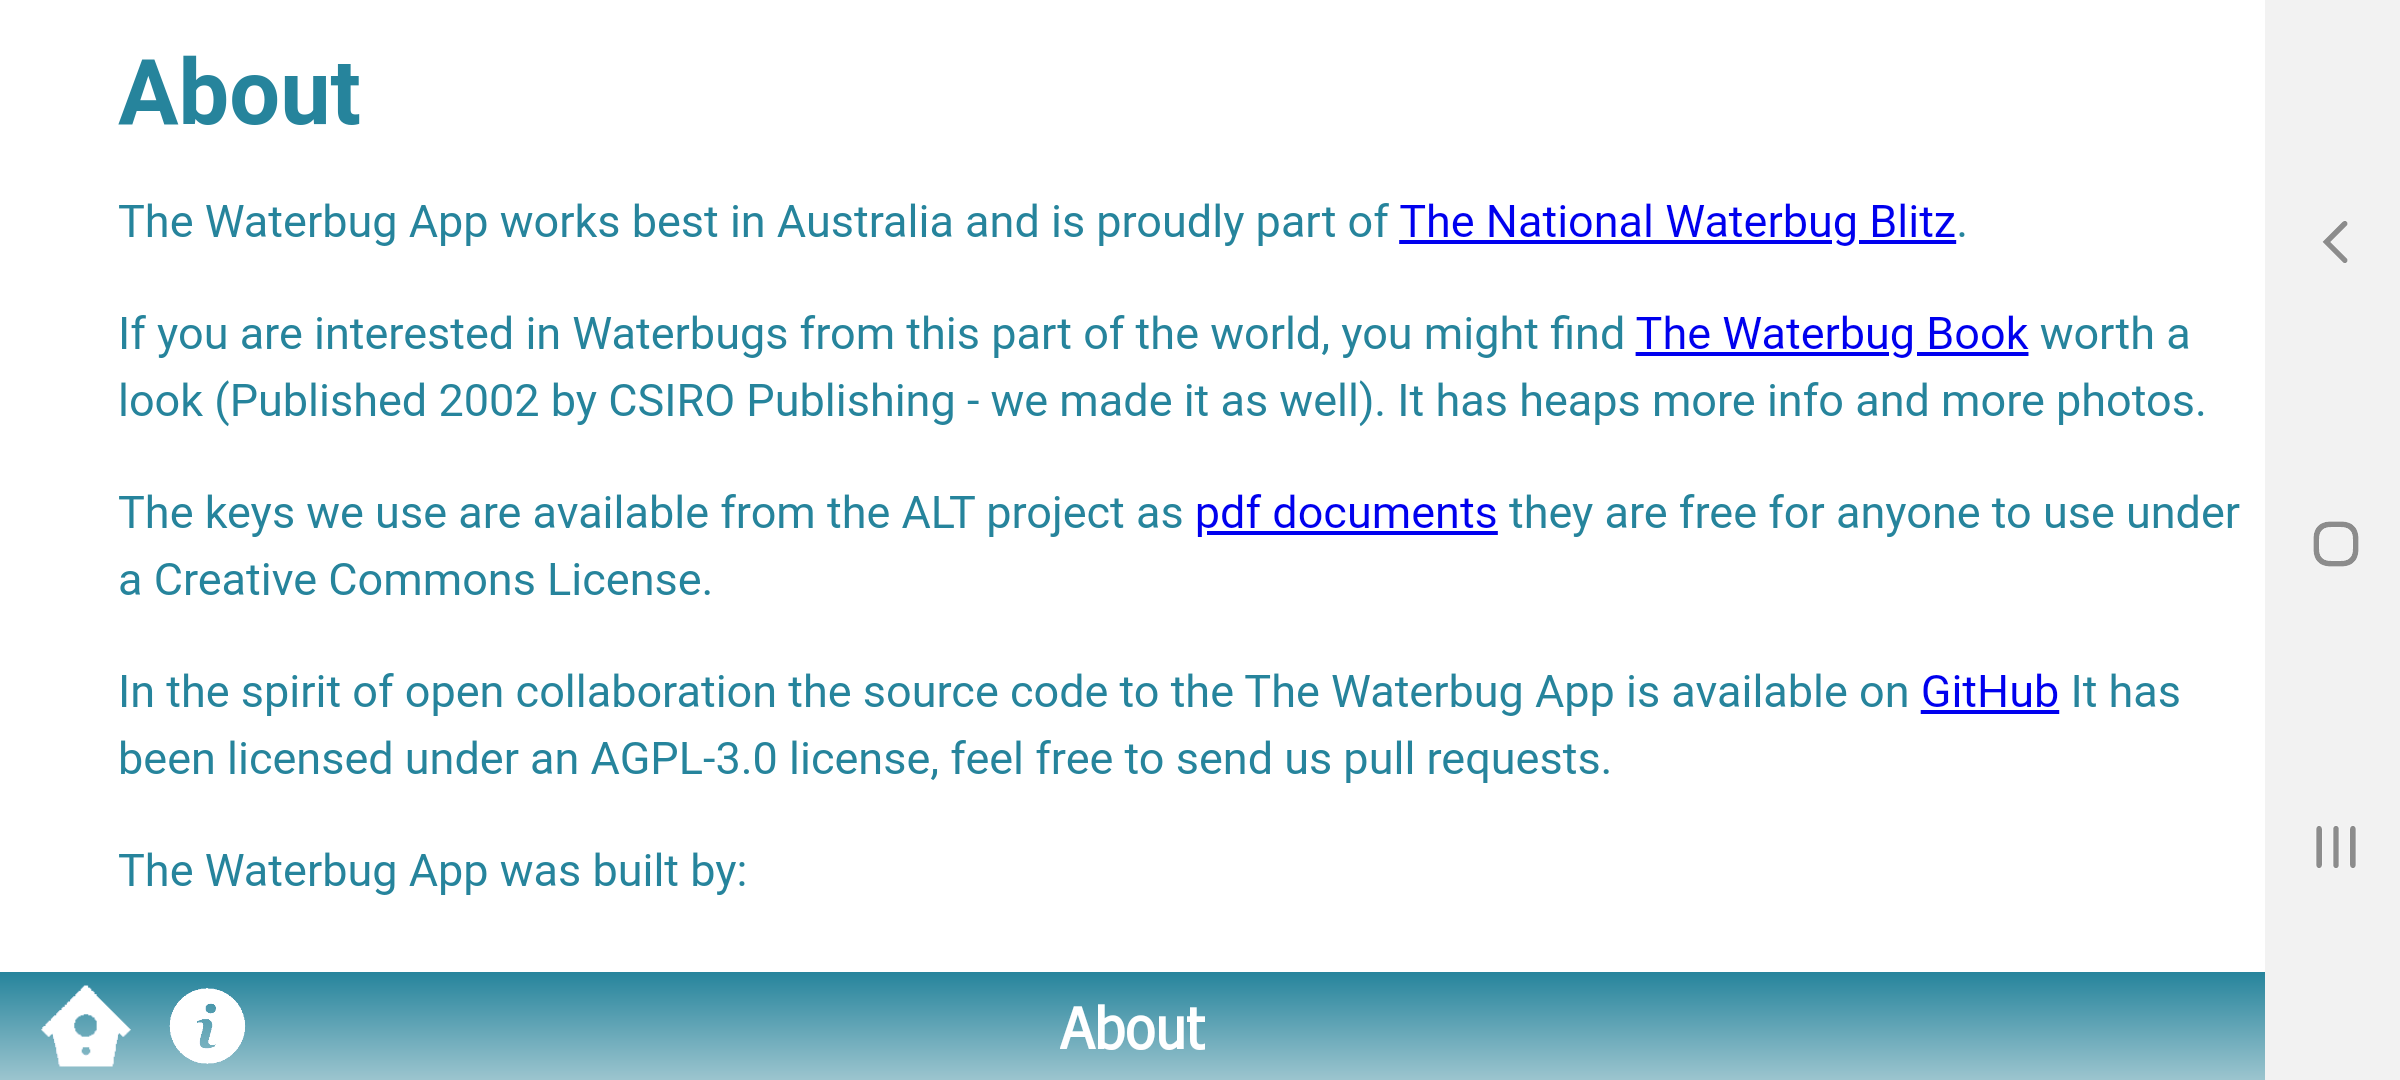 About
The Waterbug App works best in Australia and is proudly part of The National Waterbug Blitz.
If you are interested in Waterbugs from this part of the world, you might find The Waterbug Book worth a
look (Published 2002 by CSIRO Publishing - we made it as well). It has heaps more info and more photos.
The keys we use are available from the ALT project as pdf documents they are free for anyone to use under
a Creative Commons License.
In the spirit of open collaboration the source code to the The Waterbug App is available on GitHub It has
been licensed under an AGPL-3.0 license, feel free to send us pull requests.
The Waterbug App was built by:
About